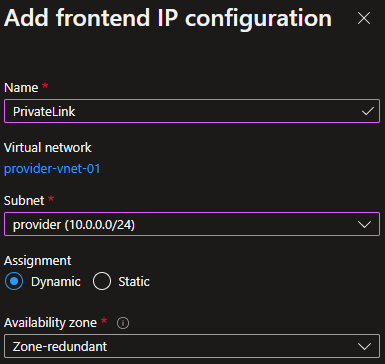 Add frontend IP configuration
Name *
PrivateLink
Virtual network
provider-vnet-01
Subnet *
provider (10.0.0.0/24)
Assignment
Dynamic Static
Availability zone *
Zone-redundant